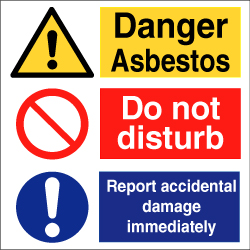 Danger
Asbestos
Do not
disturb
Report accidental
damage
immediately